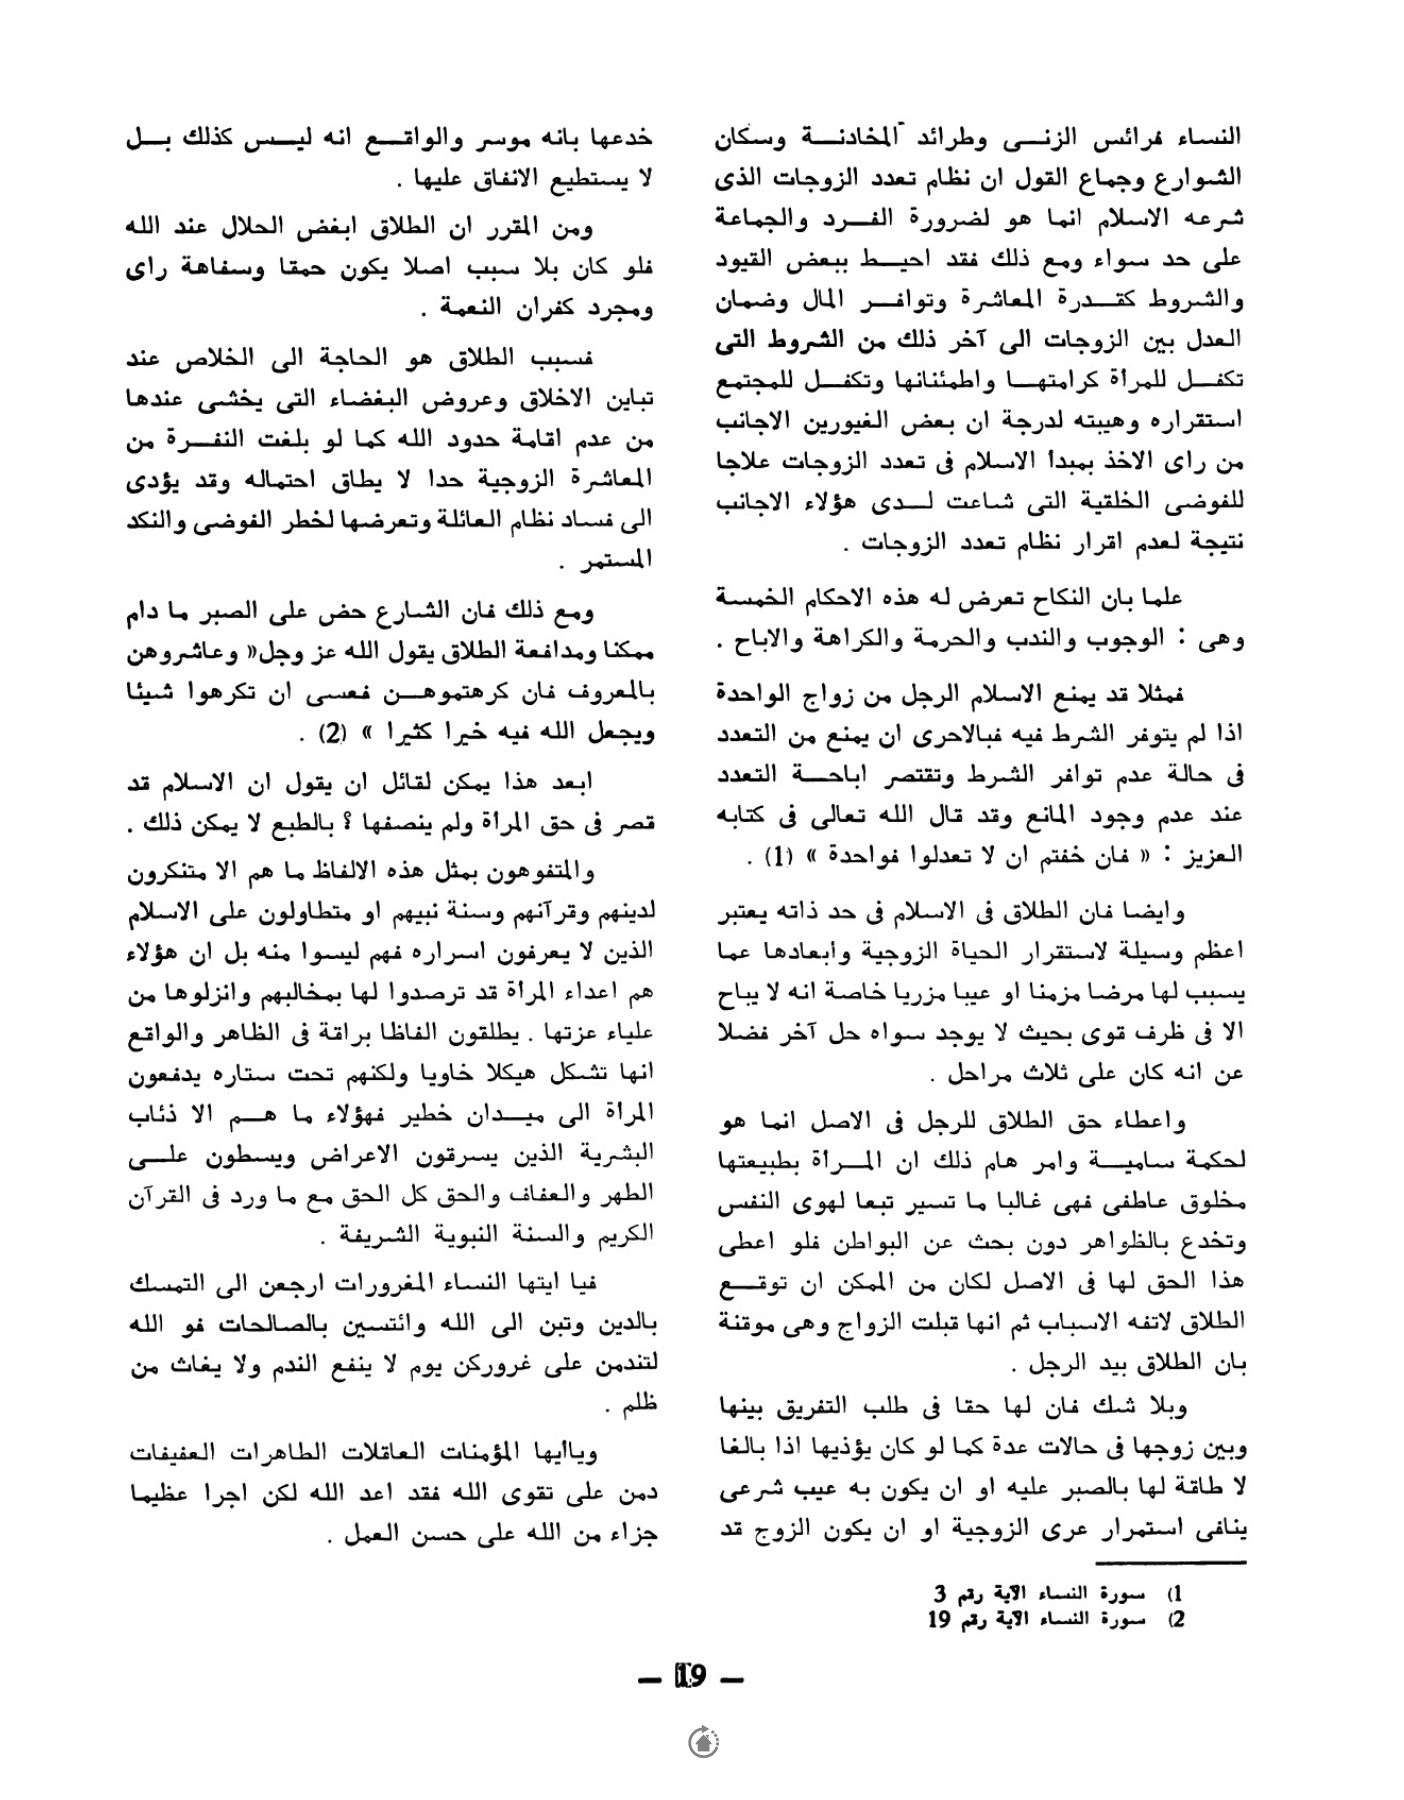 النساء فرائس الزنى وطرائد المخادنة وسكان
الشوارع وجماع القول ان نظام تعدد الزوجات الذى
شرعه الاسلام انما هو لضرورة الفرد والجماعة
على حد سواء ومع ذلك فقد احيط ببعض القيود
والشروط كقدرة المعاشرة وتوافر المال وضمان
العدل بين الزوجات الى آخر ذلك من الشروط التى
تكفل للمرأة كرامتها واطمئنانها وتكفل للمجتمع
استقراره وهيبته لدرجة ان بعض الغيورين الاجانب
من راى الاخذ بمبدأ الاسلام فى تعدد الزوجات علاجا
للفوضى الخلقية التى شاعت لدى هؤلاء الاجانب
نتيجة لعدم اقرار نظام تعدد الزوجات .
علما بان النكاح تعرض له هذه الاحكام الخمسة
وهى : الوجوب والندب والحرمة والكراهة والاباح .
فمثلا قد يمنع الاسلام الرجل من زواج الواحدة
اذا لم يتوفر الشرط فيه فبالاحرى ان يمنع من التعدد
فى حالة عدم توافر الشرط وتقتصر اباحة التعدد
عند عدم وجود المانع وقد قال الله تعالى فى كتابه
العزيز : « فان خفتم ان لا تعدلوا فواحدة » (1) .
وايضا فان الطلاق فى الاسلام فى حد ذاته يعتبر
اعظم وسيلة لاستقرار الحياة الزوجية وابعادها عما
يسبب لها مرضا مزمنا او عيبا مزريا خاصة انه لا يباح
الا فى ظرف قوى بحيث لا يوجد سواه حل آخر فضلا
عن انه كان على ثلاث مراحل .
واعطاء حق الطلاق للرجل فى الاصل انما هو
لحكمة سامية وامر هام ذلك ان المرأة بطبيعتها
مخلوق عاطفى فهى غالبا ما تسير تبعا لهوى النفس
وتخدع بالظواهر دون بحث عن البواطن فلو اعطى
هذا الحق لها فى الاصل لكان من الممكن ان توقع
الطلاق لاتفه الاسباب ثم انها قبلت الزواج وهى موقنة
بان الطلاق بيد الرجل .
وبلا شك فان لها حقا فى طلب التفريق بينها
وبين زوجها فى حالات عدة كما لو كان يؤذيها اذا بالغا
لا طاقة لها بالصبر عليه او ان يكون به عيب شرعى
ينافى استمرار عرى الزوجية او ان يكون الزوج قد
خدعها بانه موسر والواقع انه ليس كذلك بل
لا يستطيع الانفاق عليها .
ومن المقرر ان الطلاق ابغض الحلال عند الله
فلو كان بلا سبب اصلا يكون حمقا وسفاهة راى
ومجرد كفران النعمة .
فسبب الطلاق هو الحاجة الى الخلاص عند
تباين الاخلاق وعروض البغضاء التى يخشى عندها
من عدم اقامة حدود الله كما لو بلغت النفرة من
المعاشرة الزوجية حدا لا يطاق احتماله وقد يؤدى
الى فساد نظام العائلة وتعرضها لخطر الفوضى والنكد
المستمر .
ومع ذلك فان الشارع حض على الصبر ما دام
ممكنا ومدافعة الطلاق يقول الله عز وجل« وعاشروهن
بالمعروف فان كرهتموهن فعسى ان تكرهوا شيئا
ويجعل الله فيه خيرا كثيرا » (2) .
ابعد هذا يمكن لقائل ان يقول ان الاسلام قد
قصر فى حق المرأة ولم ينصفها ؟ بالطبع لا يمكن ذلك .
والمتفوهون بمثل هذه الالفاظ ما هم الا متنكرون
لدينهم وقرآنهم وسنة نبيهم او متطاولون على الاسلام
الذين لا يعرفون اسراره فهم ليسوا منه بل ان هؤلاء
هم اعداء المرأة قد ترصدوا لها بمخالبهم وانزلوها من
علياء عزتها . يطلقون الفاظا براقة فى الظاهر والواقع
انها تشكل هيكلا خاويا ولكنهم تحت ستاره يدفعون
المرأة الى ميدان خطير فهؤلاء ما هم الا ذئاب
البشرية الذين يسرقون الاعراض ويسطون على
الطهر والعفاف والحق كل الحق مع ما ورد فى القرآن
الكريم والسنة النبوية الشريفة .
فيا ايتها النساء المغرورات ارجعن الى التمسك
بالدين وتبن الى الله وائتسين بالصالحات فو الله
لتندمن على غروركن يوم لا ينفع الندم ولا يغاث من
ظلم .
وياأيها المؤمنات العاقلات الطاهرات العفيفات
دمن على تقوى الله فقد اعد الله لكن اجرا عظيما
جزاء من الله على حسن العمل .
1) سورة النساء الآية رقم 3
2) سورة النساء الآية رقم 19
— 19 —